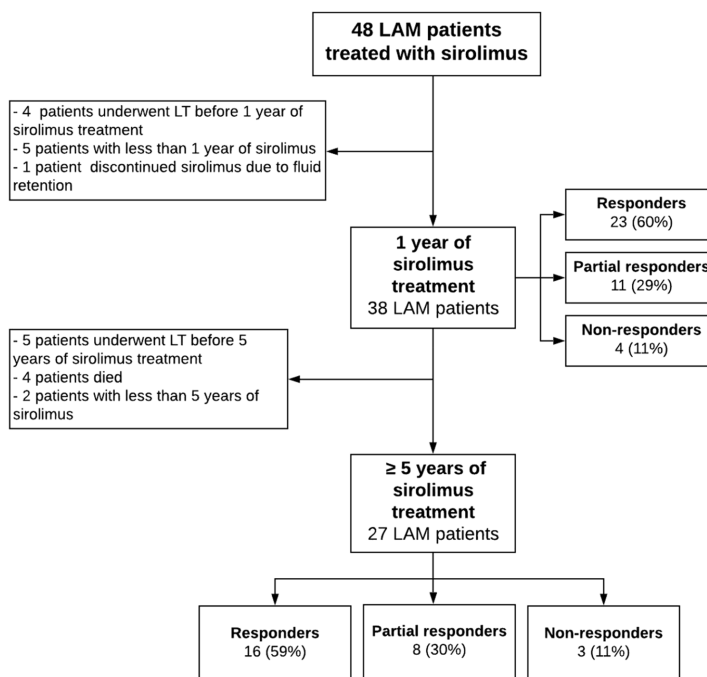 48 LAM patients
treated with sirolimus
- 4 patients underwent LT before 1 year of
sirolimus treatment
- 5 patients with less than 1 year of sirolimus
- 1 patient discontinued sirolimus due to fluid
retention
1 year of
sirolimus
treatment
38 LAM patients
Responders
23 (60%)
Partial responders
11 (29%)
Non-responders
4 (11%)
- 5 patients underwent LT before 5
years of sirolimus treatment
- 4 patients died
- 2 patients with less than 5 years of
sirolimus
≥ 5 years of
sirolimus
treatment
27 LAM patients
Responders
16 (59%)
Partial responders
8 (30%)
Non-responders
3 (11%)